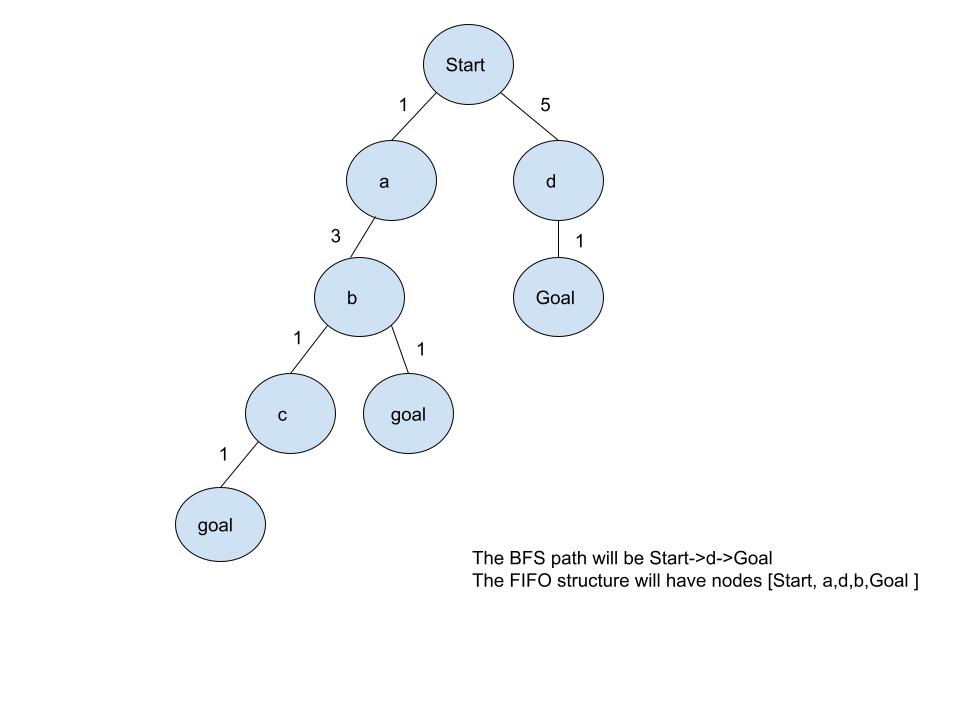 Start
1
5
a
d
3
1
b
Goal
1
1
c
goal
1
goal
The BFS path will be Start->d->Goal
The FIFO structure will have nodes [Start, a,d,b,Goal ]